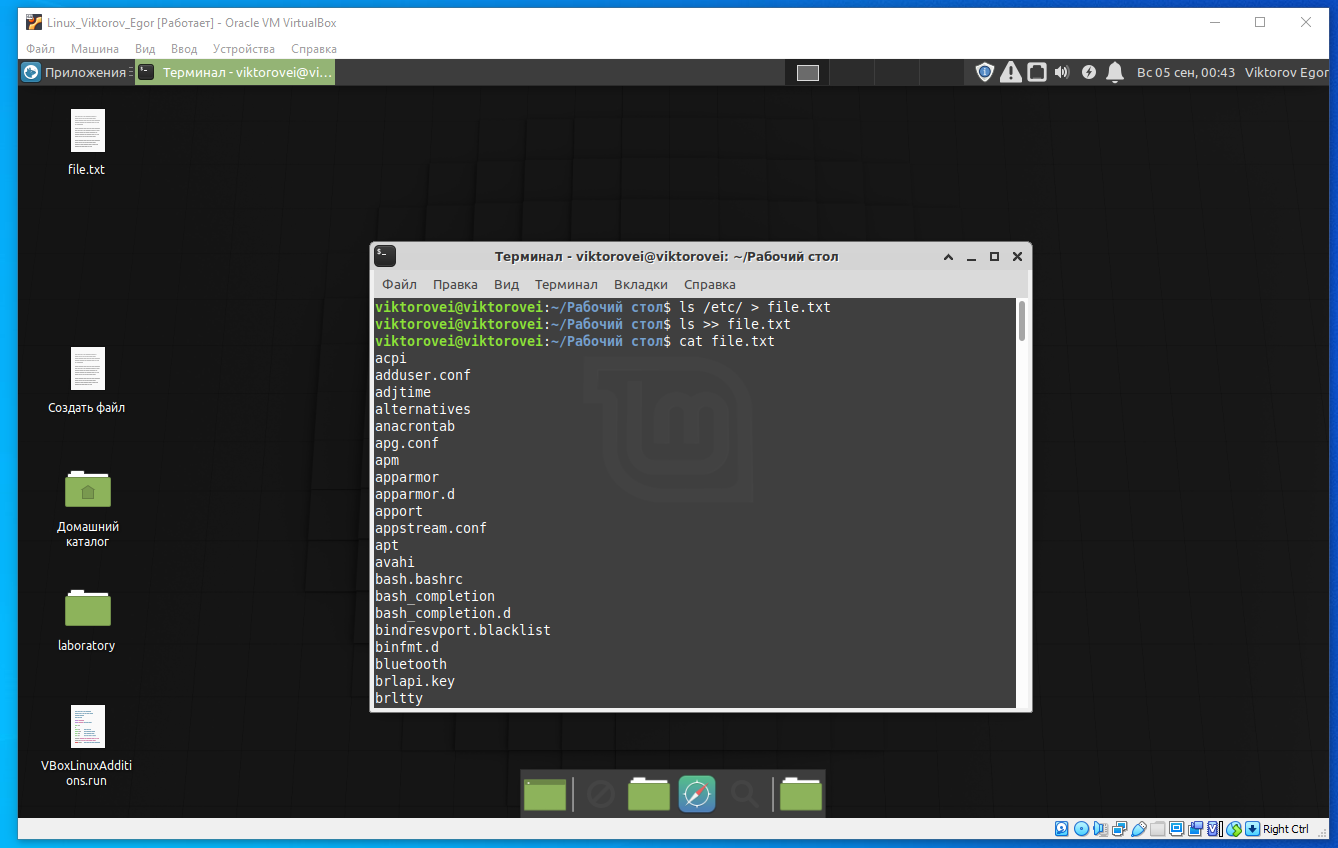 Linux_Viktorov_Egor [Работает] - Oracle VM VirtualBox
Файл Машина Вид Ввод Устройства Справка
Приложения Терминал - viktorovei@vi... Вс 05 сен, 00:43 Viktorov Egor
file.txt
Создать файл
Домашний
каталог
laboratory
VBoxLinuxAdditi
ons.run
Терминал - viktorovei@viktorovei: ~/Рабочий стол
Файл Правка Вид Терминал Вкладки Справка
viktorovei@viktorovei:~/Рабочий стол$ ls /etc/ > file.txt
viktorovei@viktorovei:~/Рабочий стол$ ls >> file.txt
viktorovei@viktorovei:~/Рабочий стол$ cat file.txt
acpi
adduser.conf
adjtime
alternatives
anacrontab
apg.conf
apm
apparmor
apparmor.d
apport
appstream.conf
apt
avahi
bash.bashrc
bash_completion
bash_completion.d
bindresvport.blacklist
binfmt.d
bluetooth
brlapi.key
brltty
Right Ctrl